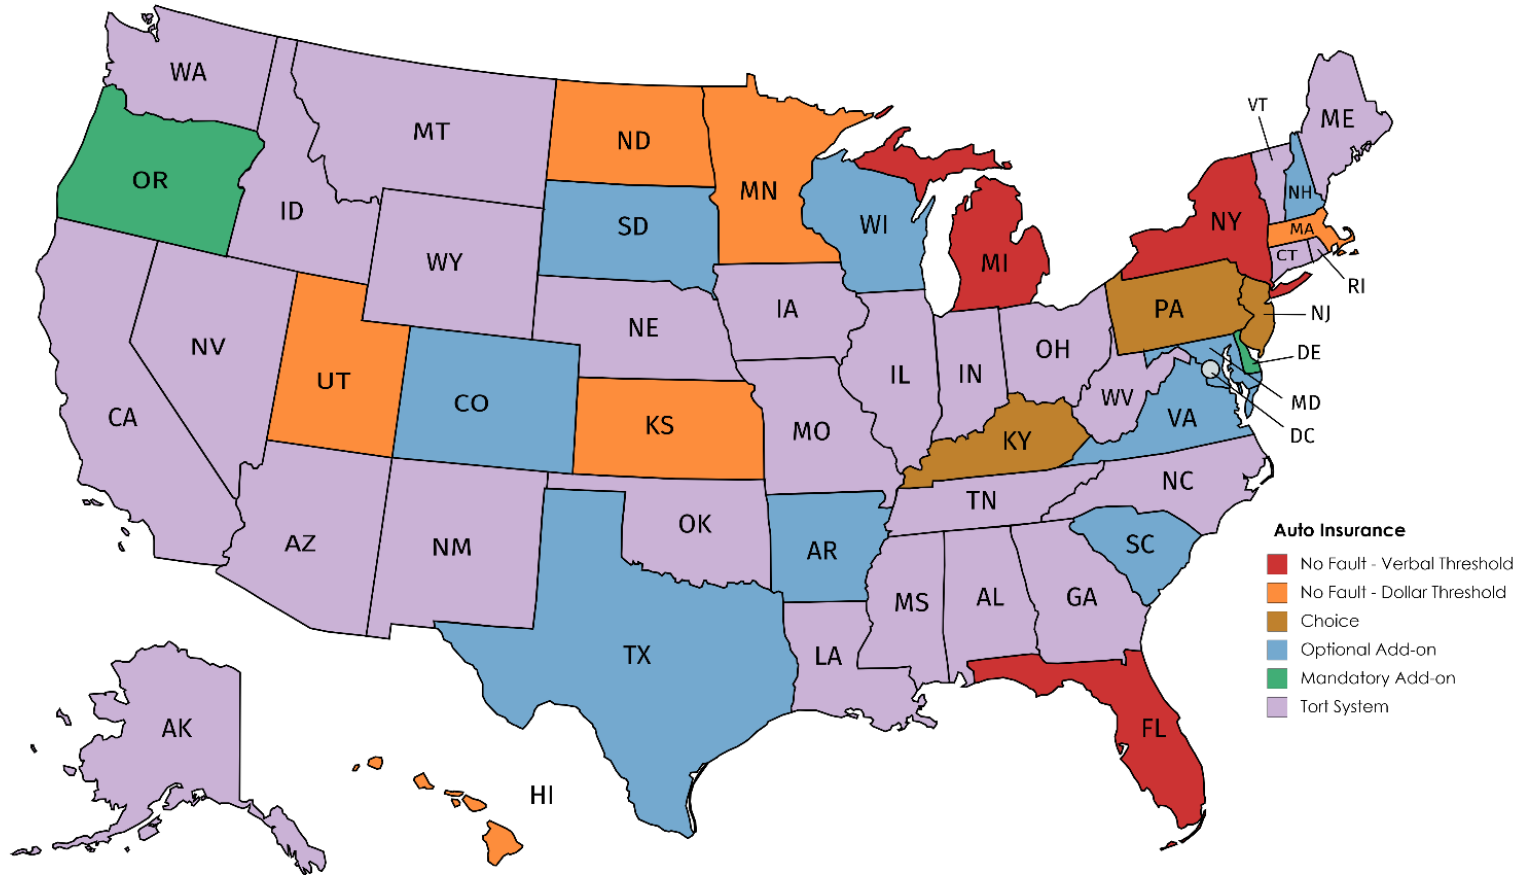 WA
MT
ND
MN
VT
ME
OR
ID
SD
WI
NH
NY
MA
WY
MI
CT
RI
NV
NE
IA
PA
NJ
UT
CO
KS
IL
IN
OH
DE
CA
MO
WV
VA
MD
DC
KY
AZ
NM
OK
AR
TN
NC
SC
MS
AL
GA
TX
LA
FL
AK
HI
Auto Insurance
No Fault - Verbal Threshold
No Fault - Dollar Threshold
Choice
Optional Add-on
Mandatory Add-on
Tort System